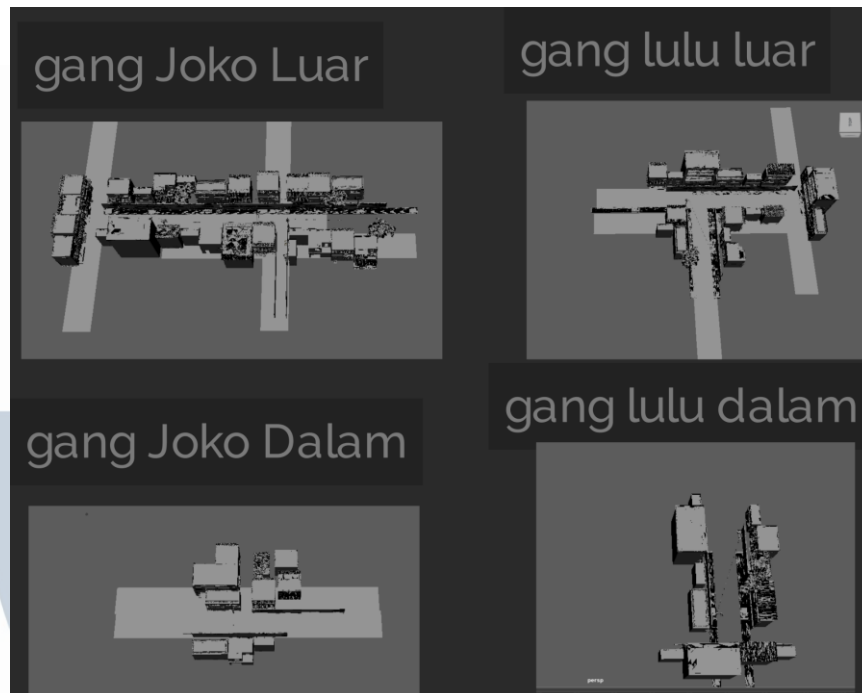 gang Joko Luar
gang lulu luar
gang Joko Dalam
gang lulu dalam
persp